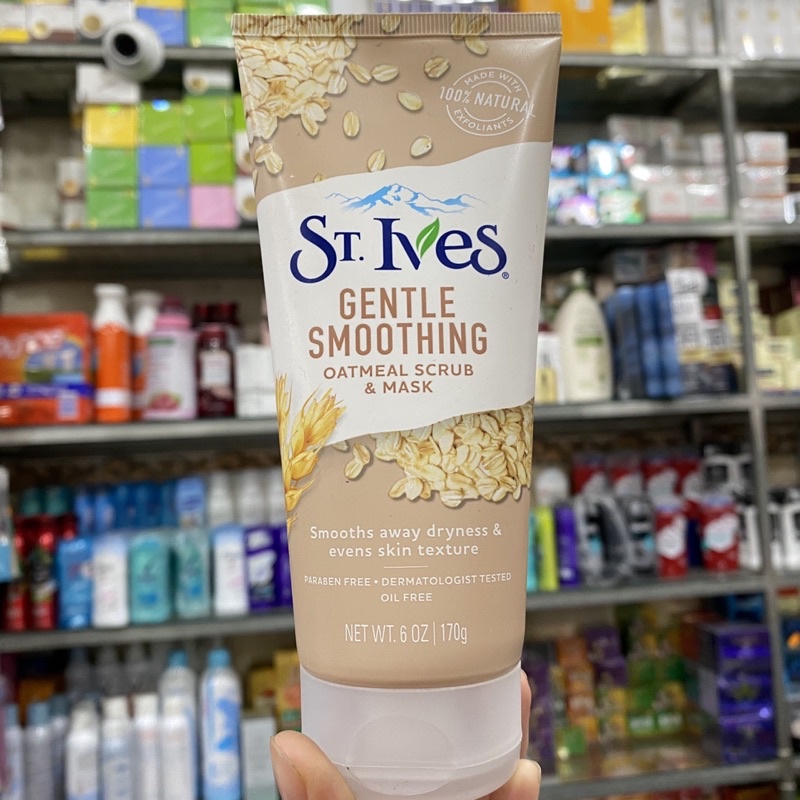 MADE WITH
100% NATURAL
EXFOLIANTS
ST. IVES®
GENTLE
SMOOTHING
OATMEAL SCRUB
& MASK
Smooths away dryness &
evens skin texture
PARABEN FREE • DERMATOLOGIST TESTED
OIL FREE
NET WT. 6 OZ | 170g